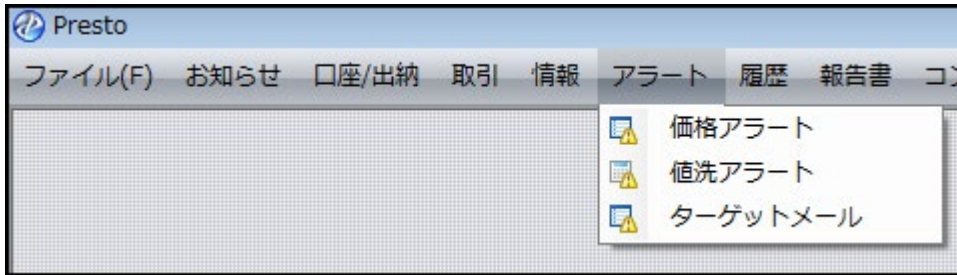 Presto
ファイル(F) お知らせ 口座/出納 取引 情報 アラート 履歴 報告書 コン
価格アラート
値洗アラート
ターゲットメール